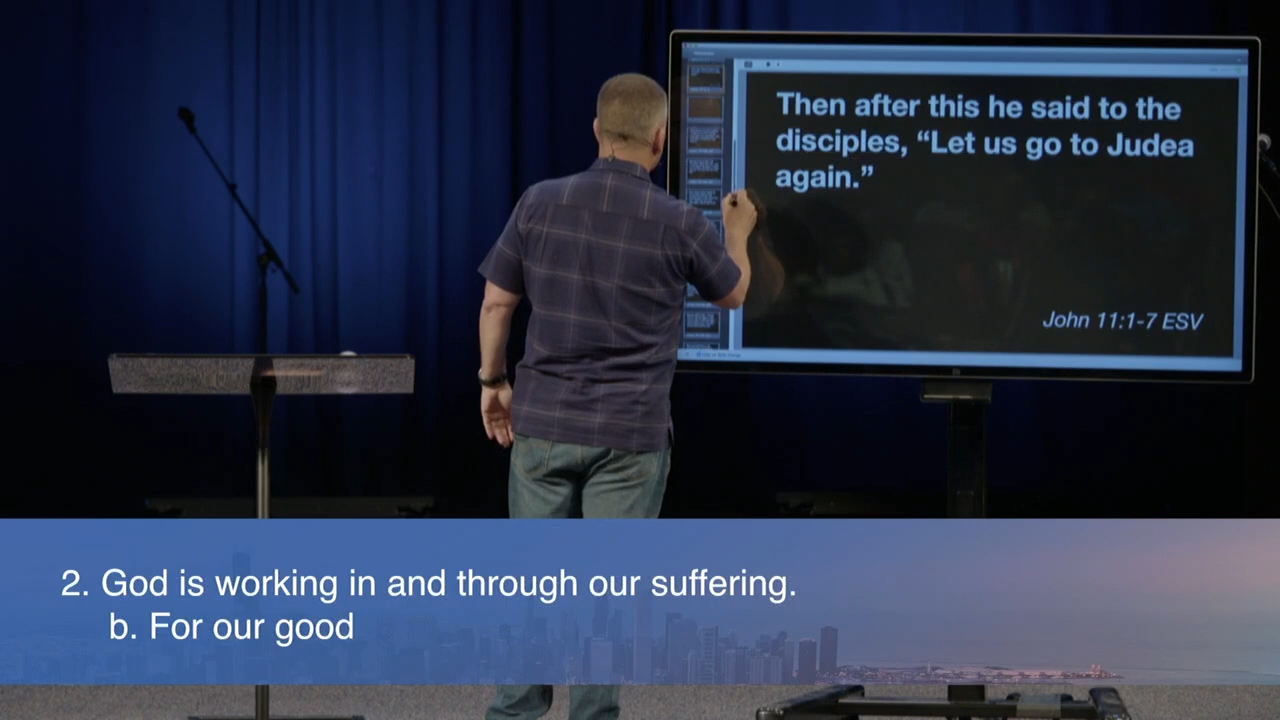 Then after this he said to the
disciples, “Let us go to Judea
again.”
John 11:1-7 ESV
2. God is working in and through our suffering.
b. For our good